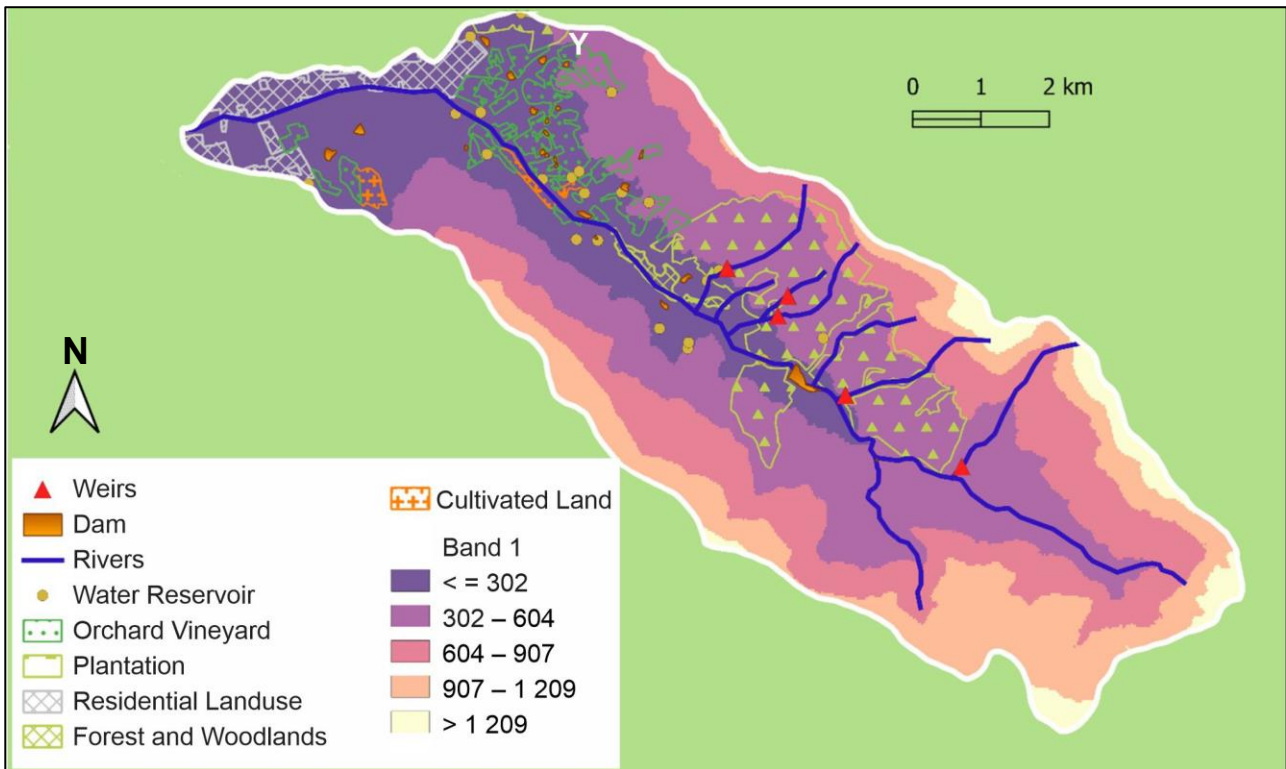 Y
0 1 2 km
N
Weirs
Dam
Rivers
Water Reservoir
Orchard Vineyard
Plantation
Residential Landuse
Forest and Woodlands
Cultivated Land
Band 1
< = 302
302 – 604
604 – 907
907 – 1 209
> 1 209